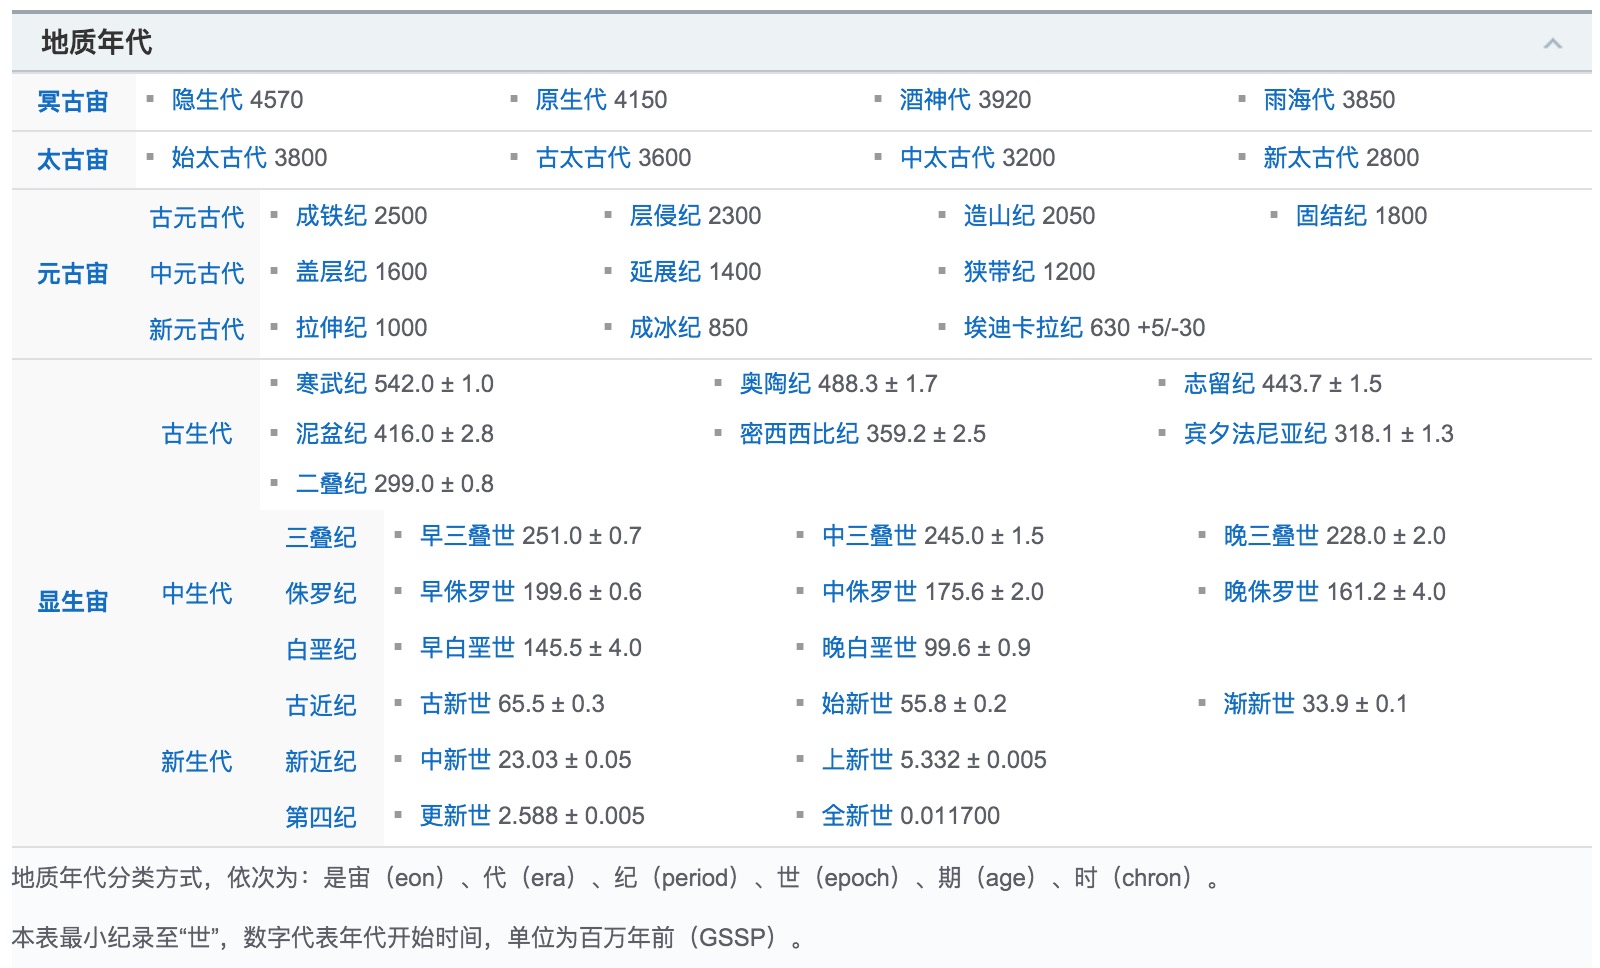 地质年代
冥古宙 隐生代 4570 原生代 4150 酒神代 3920 雨海代 3850
太古宙 始太古代 3800 古太古代 3600 中太古代 3200 新太古代 2800
古元古代 成铁纪 2500 层侵纪 2300 造山纪 2050 固结纪 1800
元古宙 中元古代 盖层纪 1600 延展纪 1400 狭带纪 1200
新元古代 拉伸纪 1000 成冰纪 850 埃迪卡拉纪 630 +5/-30
寒武纪 542.0 ± 1.0 奥陶纪 488.3 ± 1.7 志留纪 443.7 ± 1.5
古生代 泥盆纪 416.0 ± 2.8 密西西比纪 359.2 ± 2.5 宾夕法尼亚纪 318.1 ± 1.3
二叠纪 299.0 ± 0.8
三叠纪 早三叠世 251.0 ± 0.7 中三叠世 245.0 ± 1.5 晚三叠世 228.0 ± 2.0
显生宙 中生代 侏罗纪 早侏罗世 199.6 ± 0.6 中侏罗世 175.6 ± 2.0 晚侏罗世 161.2 ± 4.0
白垩纪 早白垩世 145.5 ± 4.0 晚白垩世 99.6 ± 0.9
古近纪 古新世 65.5 ± 0.3 始新世 55.8 ± 0.2 渐新世 33.9 ± 0.1
新生代 新近纪 中新世 23.03 ± 0.05 上新世 5.332 ± 0.005
第四纪 更新世 2.588 ± 0.005 全新世 0.011700
地质年代分类方式，依次为：是宙（eon）、代（era）、纪（period）、世（epoch）、期（age）、时（chron）。
本表最小纪录至“世”，数字代表年代开始时间，单位为百万年前（GSSP）。